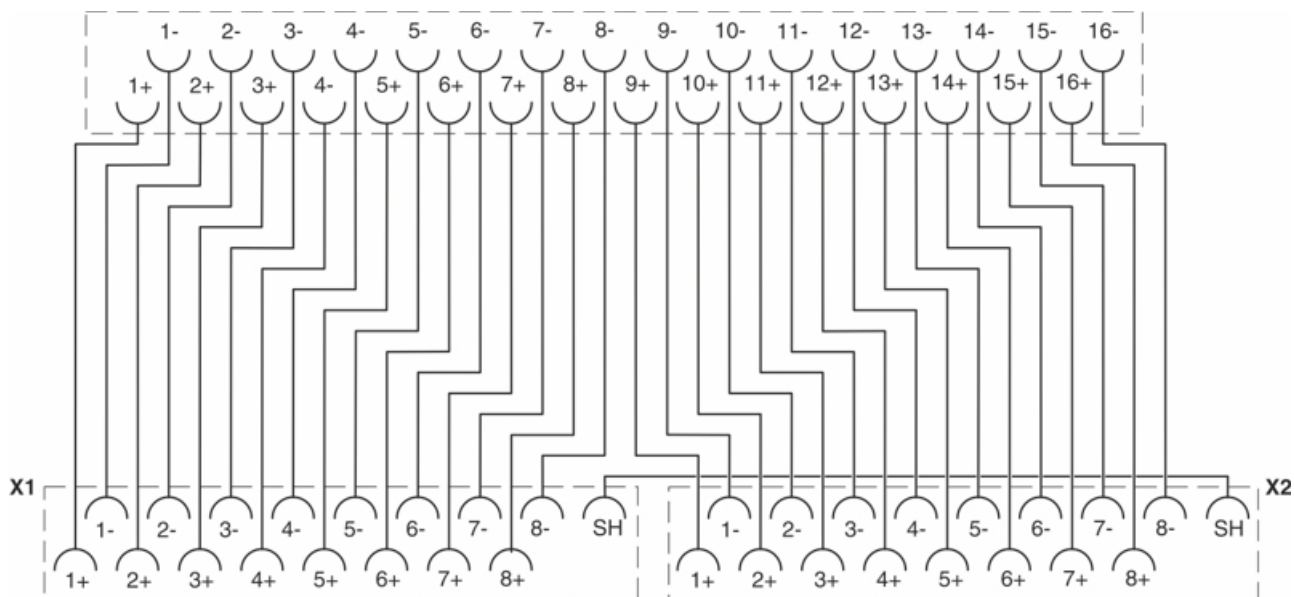 1- 2- 3- 4- 5- 6- 7- 8- 9- 10- 11- 12- 13- 14- 15- 16-
1+ 2+ 3+ 4- 5+ 6+ 7+ 8+ 9+ 10+ 11+ 12+ 13+ 14+ 15+ 16+
X1 X2
1- 2- 3- 4- 5- 6- 7- 8- SH 1- 2- 3- 4- 5- 6- 7- 8- SH
1+ 2+ 3+ 4+ 5+ 6+ 7+ 8+ 1+ 2+ 3+ 4+ 5+ 6+ 7+ 8+